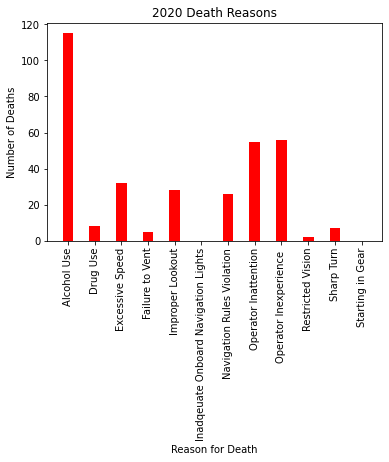 2020 Death Reasons
Number of Deaths
120
100
80
60
40
20
0
Alcohol Use
Drug Use
Excessive Speed
Failure to Vent
Improper Lookout
Inadqeuate Onboard Navigation Lights
Navigation Rules Violation
Operator Inattention
Operator Inexperience
Restricted Vision
Sharp Turn
Starting in Gear
Reason for Death